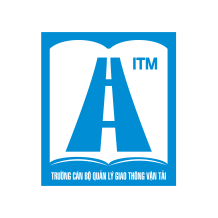 ITM
TRƯỜNG CÁN BỘ QUẢN LÝ GIAO THÔNG VẬN TẢI